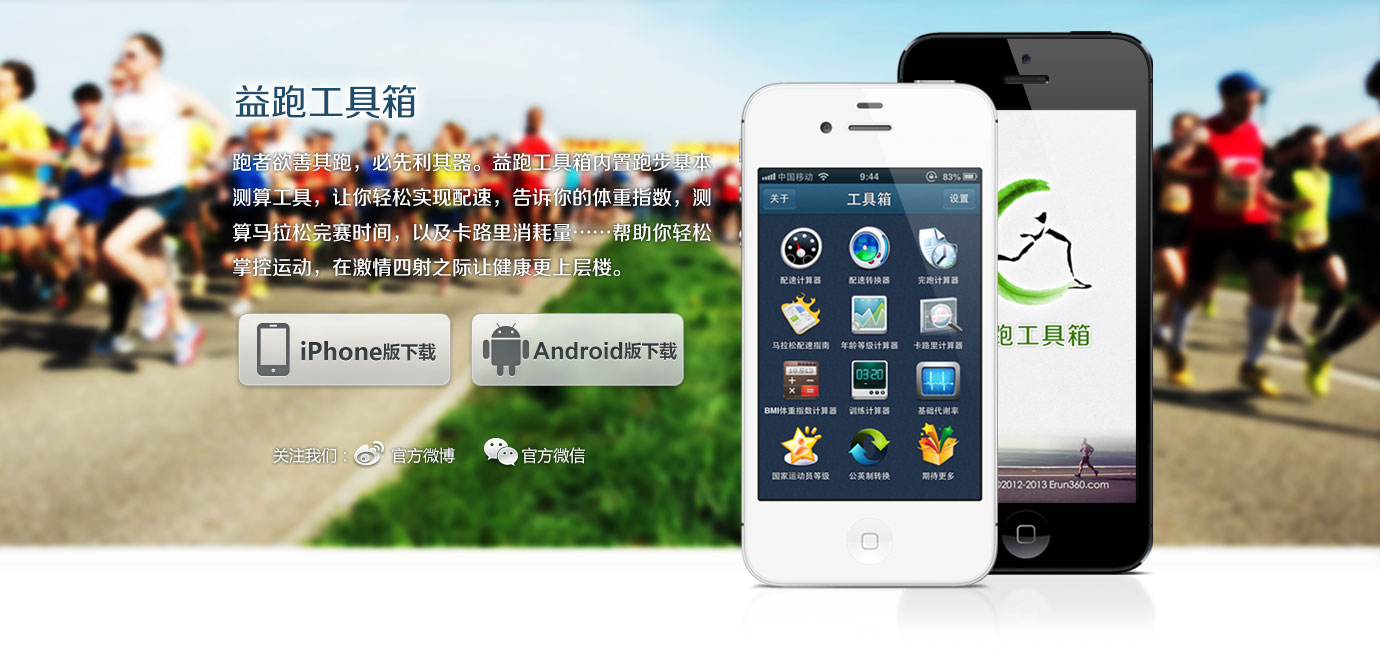 益跑工具箱
跑者欲善其跑，必先利其器。益跑工具箱内置跑步基本
测算工具，让你轻松实现配速，告诉你的体重指数，测
算马拉松完赛时间，以及卡路里消耗量……帮助你轻松
掌控运动，在激情四射之际让健康更上层楼。
iPhone版下载
Android版下载
关注我们：
官方微博
官方微信
中国移动 9:44 83%
关于 工具箱 设置
配速计算器 配速转换器 完跑计算器
马拉松配速指南 年龄等级计算器 卡路里计算器
BMI体重指数计算器 训练计算器 基础代谢率
国家运动员等级 公英制转换 期待更多
跑工具箱
©2012-2013 Erun360.com